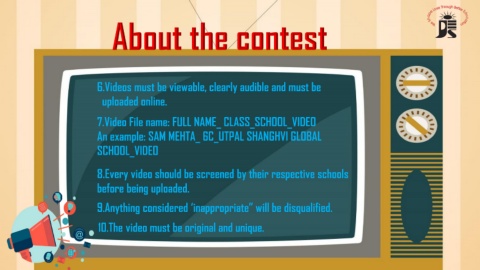 About the contest
6.Videos must be viewable, clearly audible and must be
uploaded online.
7.Video File name: FULL NAME_ CLASS_SCHOOL_VIDEO
An example: SAM MEHTA_ 6C_UTPAL SHANGHVI GLOBAL
SCHOOL_VIDEO
8.Every video should be screened by their respective schools
before being uploaded.
9.Anything considered "inappropriate" will be disqualified.
10.The video must be original and unique.